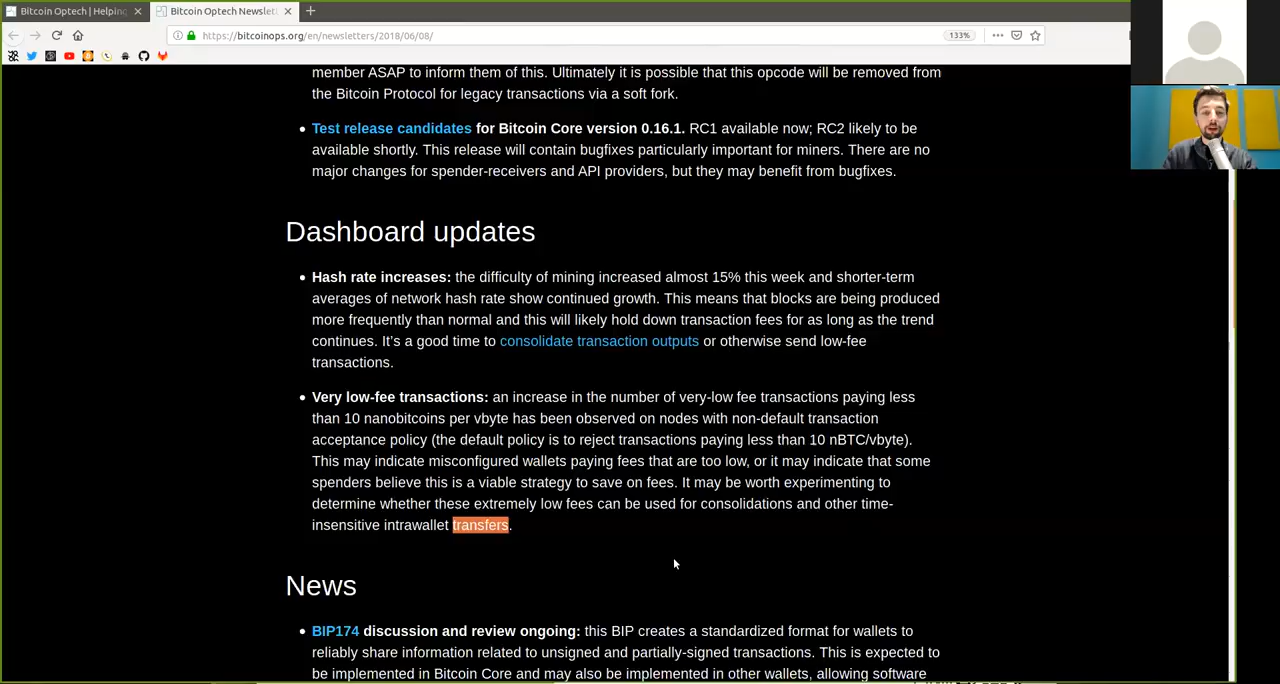 Bitcoin Optech | Helping
Bitcoin Optech Newslett
https://bitcoinops.org/en/newsletters/2018/06/08/
133%
member ASAP to inform them of this. Ultimately it is possible that this opcode will be removed from
the Bitcoin Protocol for legacy transactions via a soft fork.
• Test release candidates for Bitcoin Core version 0.16.1. RC1 available now; RC2 likely to be
available shortly. This release will contain bugfixes particularly important for miners. There are no
major changes for spender-receivers and API providers, but they may benefit from bugfixes.
Dashboard updates
• Hash rate increases: the difficulty of mining increased almost 15% this week and shorter-term
averages of network hash rate show continued growth. This means that blocks are being produced
more frequently than normal and this will likely hold down transaction fees for as long as the trend
continues. It’s a good time to consolidate transaction outputs or otherwise send low-fee
transactions.
• Very low-fee transactions: an increase in the number of very-low fee transactions paying less
than 10 nanobitcoins per vbyte has been observed on nodes with non-default transaction
acceptance policy (the default policy is to reject transactions paying less than 10 nBTC/vbyte).
This may indicate misconfigured wallets paying fees that are too low, or it may indicate that some
spenders believe this is a viable strategy to save on fees. It may be worth experimenting to
determine whether these extremely low fees can be used for consolidations and other time-
insensitive intrawallet transfers.
News
• BIP174 discussion and review ongoing: this BIP creates a standardized format for wallets to
reliably share information related to unsigned and partially-signed transactions. This is expected to
be implemented in Bitcoin Core and may also be implemented in other wallets, allowing software